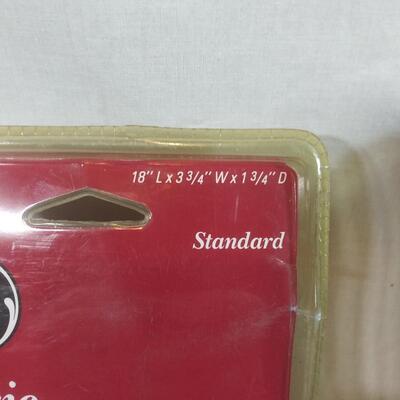 18" L x 3 3/4" W x 1 3/4" D
Standard